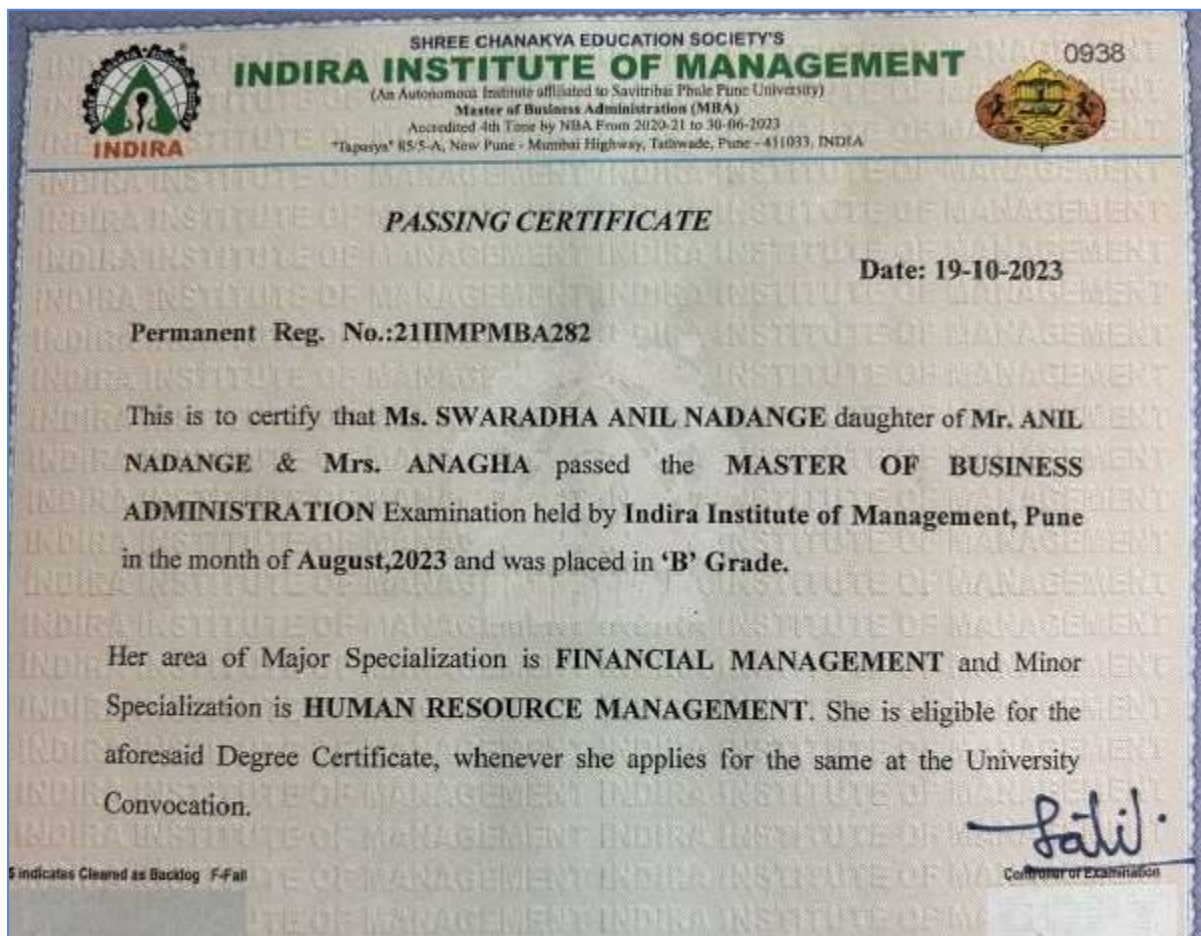 SHREE CHANAKYA EDUCATION SOCIETY'S
INDIRA INSTITUTE OF MANAGEMENT
0938
(An Autonomous Institute affiliated to Savitribai Phule Pune University)
Master of Business Administration (MBA)
Accredited 4th Time by NBA From 2020-21 to 30-06-2023
"Tapasya" 85/5-A, New Pune - Mumbai Highway, Tathwade, Pune - 411033, INDIA
INDIRA
PASSING CERTIFICATE
Date: 19-10-2023
Permanent Reg. No.:21IIMPMBA282
This is to certify that Ms. SWARADHA ANIL NADANGE daughter of Mr. ANIL
NADANGE & Mrs. ANAGHA passed the MASTER OF BUSINESS
ADMINISTRATION Examination held by Indira Institute of Management, Pune
in the month of August,2023 and was placed in ‘B’ Grade.
Her area of Major Specialization is FINANCIAL MANAGEMENT and Minor
Specialization is HUMAN RESOURCE MANAGEMENT. She is eligible for the
aforesaid Degree Certificate, whenever she applies for the same at the University
Convocation.
indicates Cleared as Backlog F-Fail
Controller of Examination